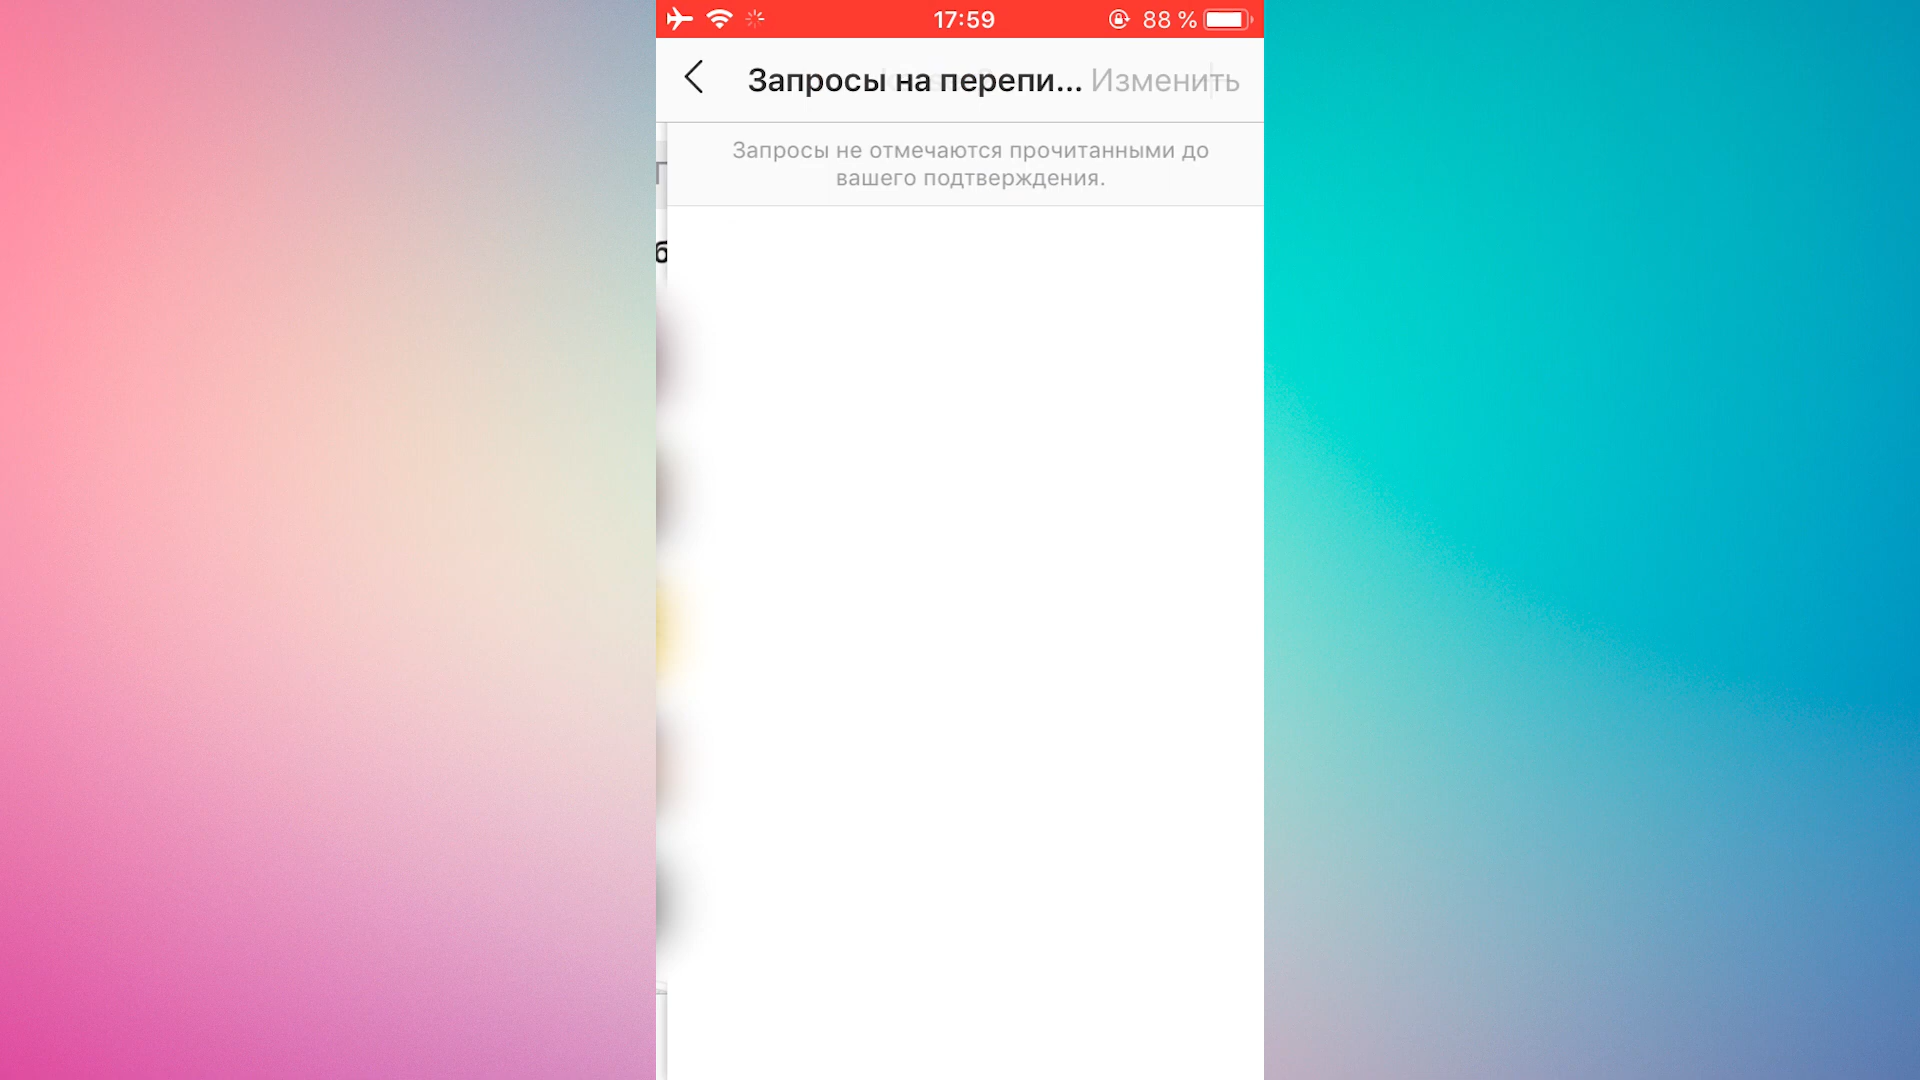 17:59
88 %
Запросы на перепи... Изменить
Запросы не отмечаются прочитанными до
вашего подтверждения.